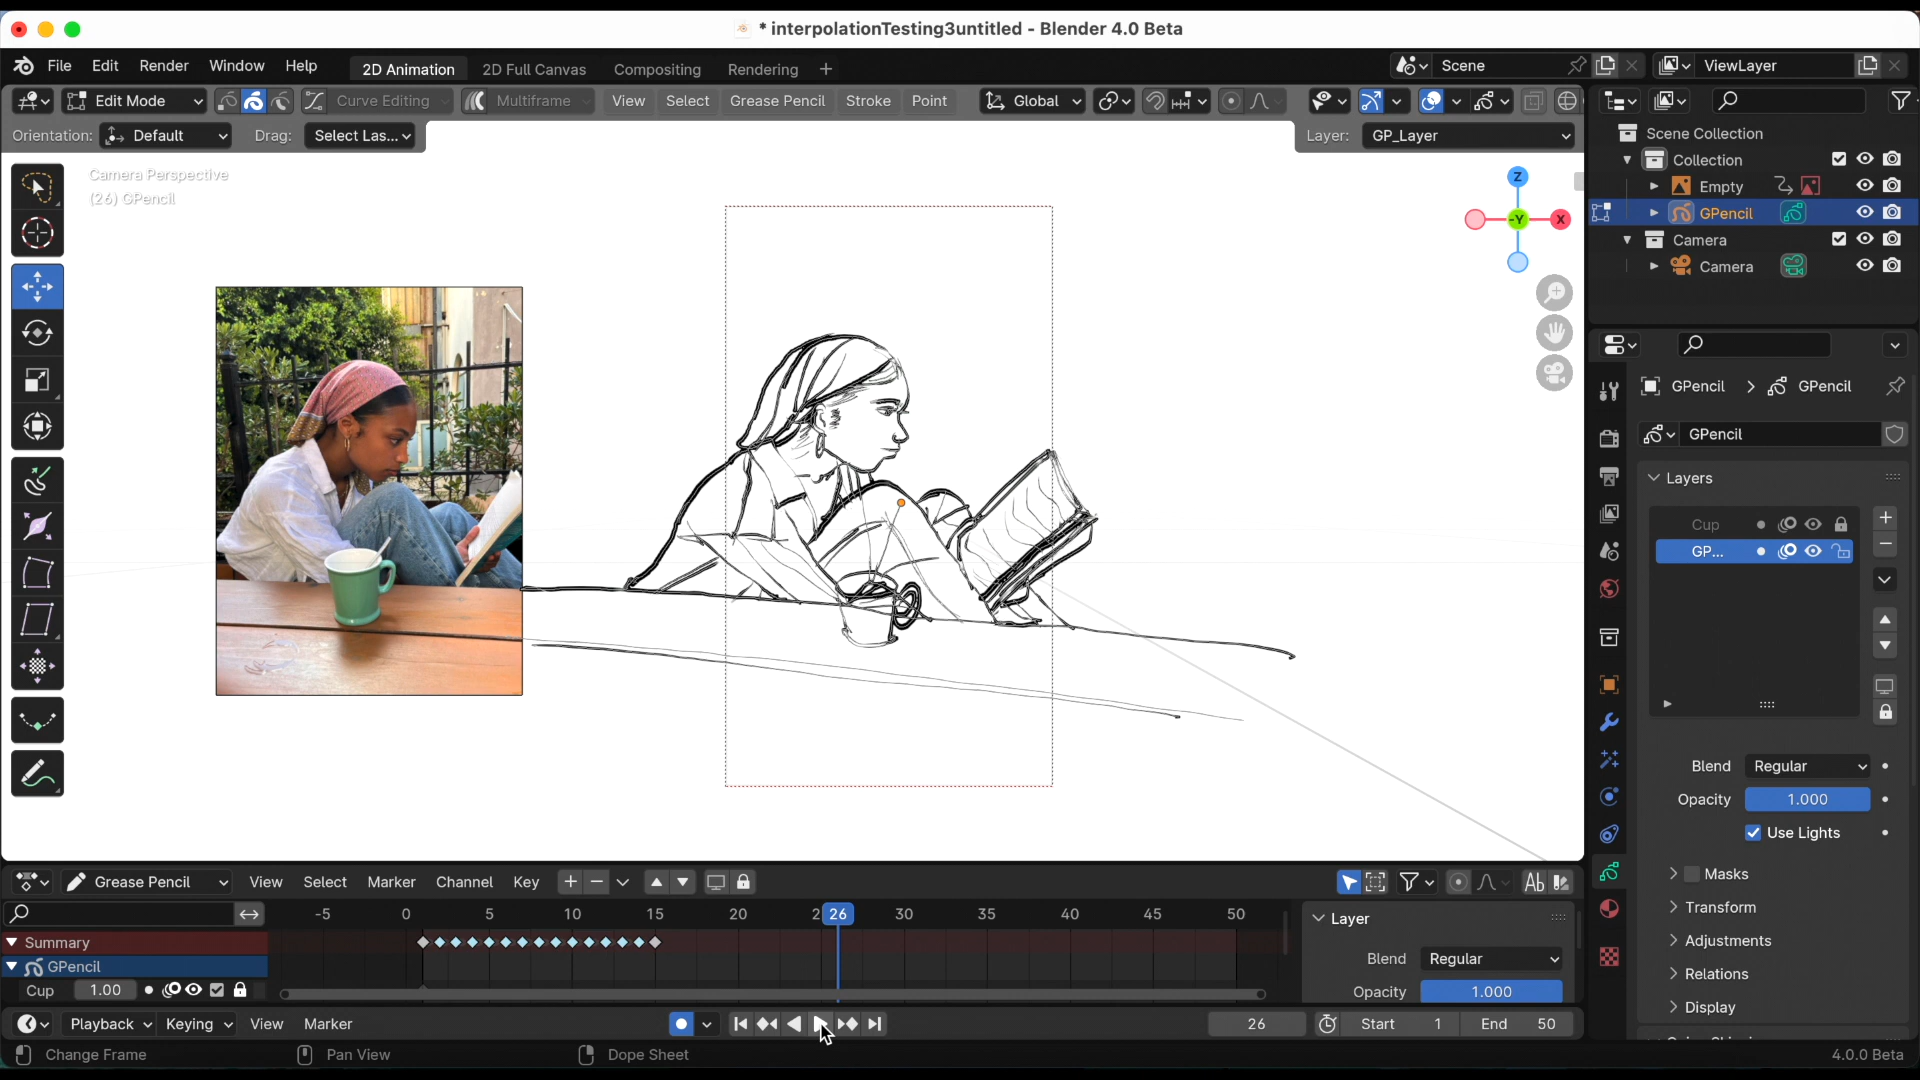 * interpolationTesting3untitled - Blender 4.0 Beta
File Edit Render Window Help 2D Animation 2D Full Canvas Compositing Rendering + Scene ViewLayer
Edit Mode Curve Editing Multiframe View Select Grease Pencil Stroke Point Global
Orientation: Default Drag: Select Las... Layer: GP_Layer
Scene Collection
Collection
Empty
GPencil
Camera
Camera
Camera Perspective
(26) GPencil
Z
-Y X
GPencil > GPencil
GPencil
Layers
Cup
GP...
Blend Regular
Opacity 1.000
Use Lights
Masks
Transform
Adjustments
Relations
Display
Grease Pencil View Select Marker Channel Key
-5 0 5 10 15 20 2 26 30 35 40 45 50
Summary
GPencil
Cup 1.00
Layer
Blend Regular
Opacity 1.000
Playback Keying View Marker 26 Start 1 End 50
Change Frame Pan View Dope Sheet 4.0.0 Beta